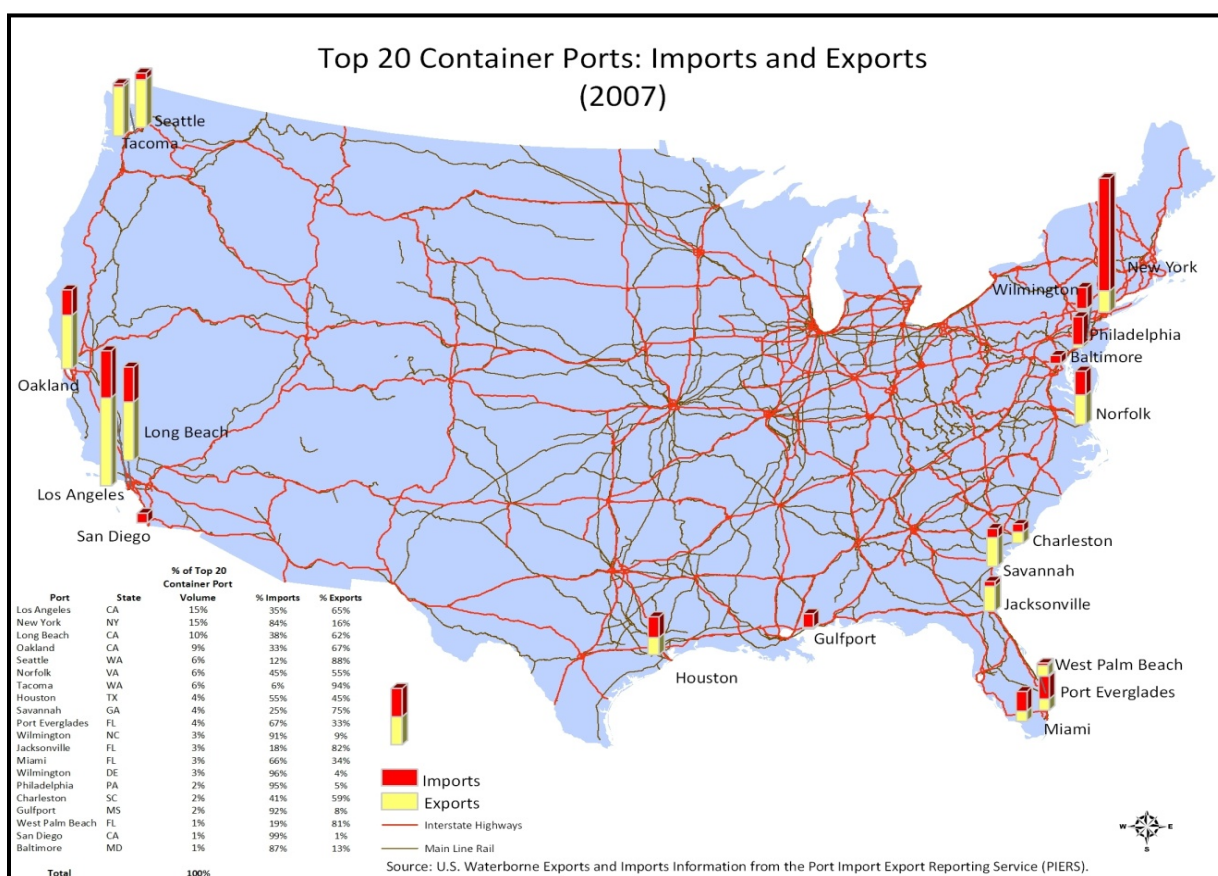 Top 20 Container Ports: Imports and Exports
(2007)
Seattle
Tacoma
New York
Wilmington
Philadelphia
Baltimore
Oakland
Norfolk
Long Beach
Los Angeles
San Diego
Charleston
Savannah
Jacksonville
Gulfport
West Palm Beach
Houston
Port Everglades
Miami
% of Top 20
Container Port
Port State Volume % Imports % Exports
Los Angeles CA 15% 35% 65%
New York NY 15% 84% 16%
Long Beach CA 10% 38% 62%
Oakland CA 9% 33% 67%
Seattle WA 6% 12% 88%
Norfolk VA 6% 45% 55%
Tacoma WA 6% 6% 94%
Houston TX 4% 55% 45%
Savannah GA 4% 25% 75%
Port Everglades FL 4% 67% 33%
Wilmington NC 3% 91% 9%
Jacksonville FL 3% 18% 82%
Miami FL 3% 66% 34%
Wilmington DE 3% 96% 4%
Philadelphia PA 2% 95% 5%
Charleston SC 2% 41% 59%
Gulfport MS 2% 92% 8%
West Palm Beach FL 1% 19% 81%
San Diego CA 1% 99% 1%
Baltimore MD 1% 87% 13%
Total 100%
Imports
Exports
Interstate Highways
Main Line Rail
N
W E
S
Source: U.S. Waterborne Exports and Imports Information from the Port Import Export Reporting Service (PIERS).